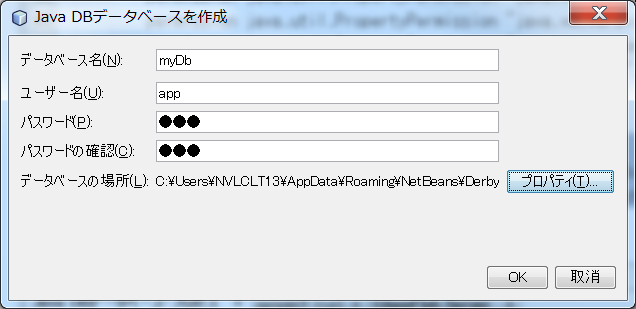 Java DBデータベースを作成
データベース名(N): myDb
ユーザー名(U): app
パスワード(P): ●●●
パスワードの確認(C): ●●●
データベースの場所(L): C:¥Users¥NVLCLT13¥AppData¥Roaming¥NetBeans¥Derby プロパティ(T)...
OK 取消